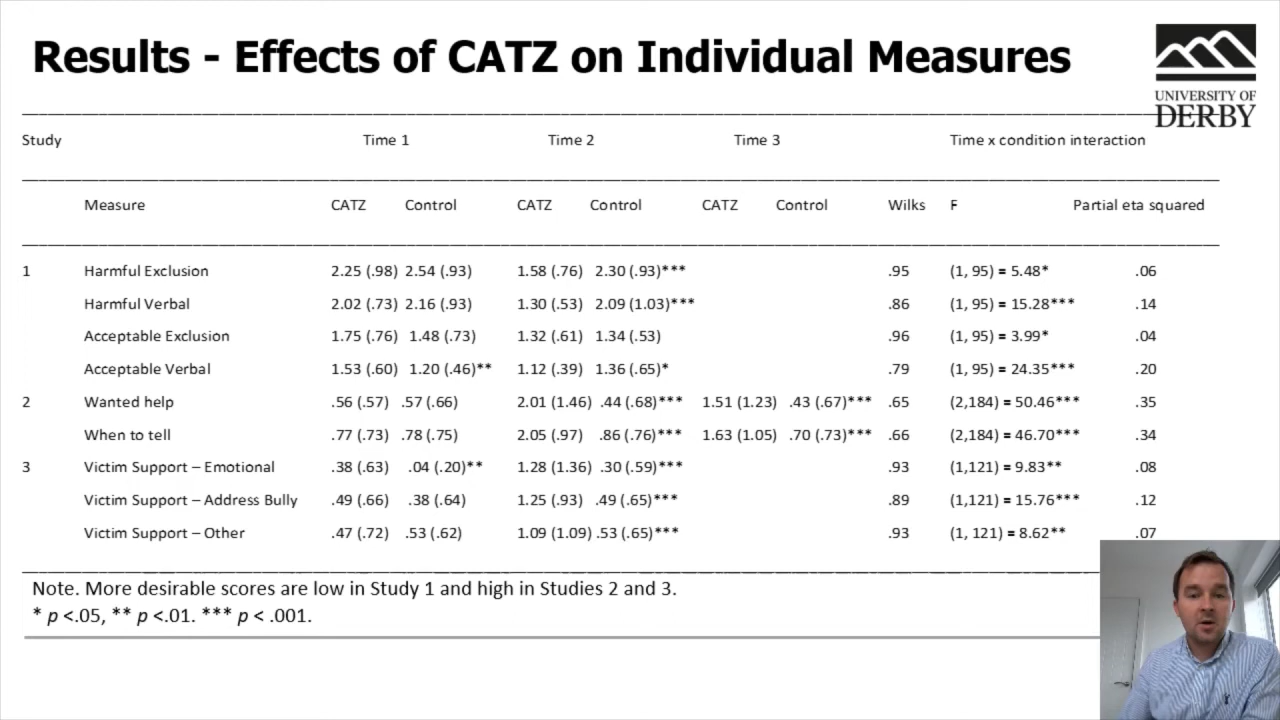 Results - Effects of CATZ on Individual Measures
UNIVERSITY OF
DERBY
Study Time 1 Time 2 Time 3 Time x condition interaction
Measure CATZ Control CATZ Control CATZ Control Wilks F Partial eta squared
1 Harmful Exclusion 2.25 (.98) 2.54 (.93) 1.58 (.76) 2.30 (.93)*** .95 (1, 95) = 5.48* .06
Harmful Verbal 2.02 (.73) 2.16 (.93) 1.30 (.53) 2.09 (1.03)*** .86 (1, 95) = 15.28*** .14
Acceptable Exclusion 1.75 (.76) 1.48 (.73) 1.32 (.61) 1.34 (.53) .96 (1, 95) = 3.99* .04
Acceptable Verbal 1.53 (.60) 1.20 (.46)** 1.12 (.39) 1.36 (.65)* .79 (1, 95) = 24.35*** .20
2 Wanted help .56 (.57) .57 (.66) 2.01 (1.46) .44 (.68)*** 1.51 (1.23) .43 (.67)*** .65 (2,184) = 50.46*** .35
When to tell .77 (.73) .78 (.75) 2.05 (.97) .86 (.76)*** 1.63 (1.05) .70 (.73)*** .66 (2,184) = 46.70*** .34
3 Victim Support – Emotional .38 (.63) .04 (.20)** 1.28 (1.36) .30 (.59)*** .93 (1,121) = 9.83** .08
Victim Support – Address Bully .49 (.66) .38 (.64) 1.25 (.93) .49 (.65)*** .89 (1,121) = 15.76*** .12
Victim Support – Other .47 (.72) .53 (.62) 1.09 (1.09) .53 (.65)*** .93 (1, 121) = 8.62** .07
Note. More desirable scores are low in Study 1 and high in Studies 2 and 3.
* p <.05, ** p <.01. *** p < .001.